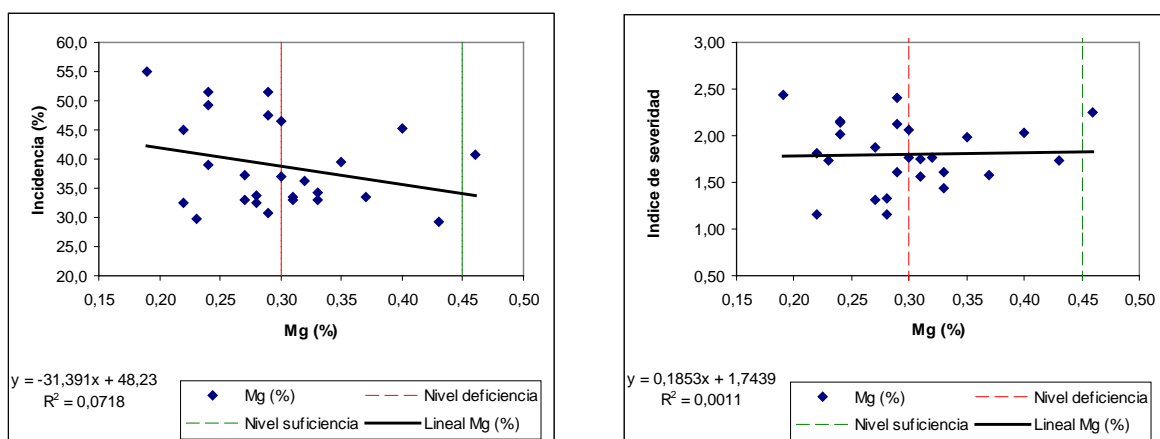 60,0
55,0
50,0
45,0
40,0
35,0
30,0
25,0
20,0
Incidencia (%)
0,15 0,20 0,25 0,30 0,35 0,40 0,45 0,50
Mg (%)
y = -31,391x + 48,23
R² = 0,0718
Mg (%) Nivel deficiencia
Nivel suficiencia Lineal Mg (%)
3,00
2,50
2,00
1,50
1,00
0,50
Indice de severidad
0,15 0,20 0,25 0,30 0,35 0,40 0,45 0,50
Mg (%)
y = 0,1853x + 1,7439
R² = 0,0011
Mg (%) Nivel deficiencia
Nivel suficiencia Lineal Mg (%)